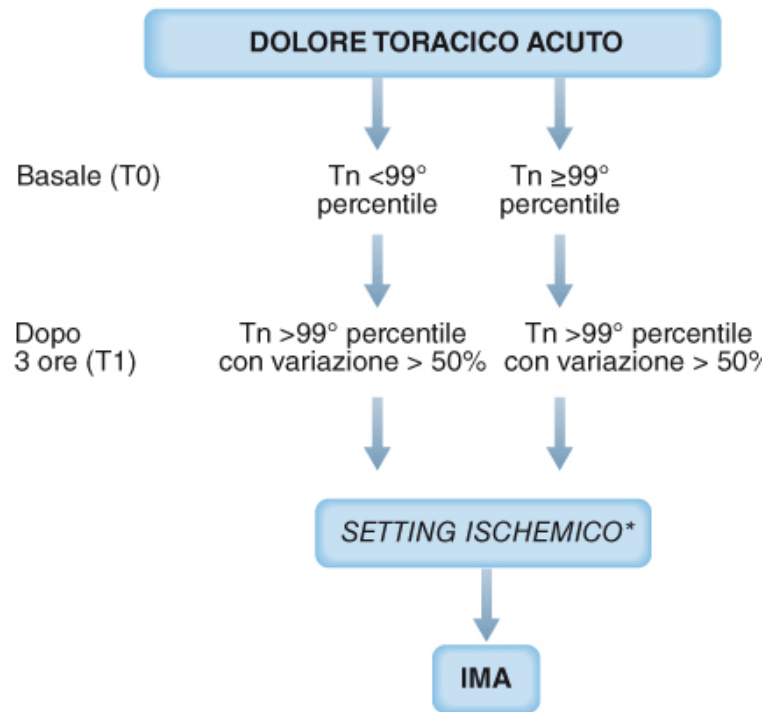 DOLORE TORACICO ACUTO
Basale (T0)
Tn <99°
percentile
Tn ≥99°
percentile
Dopo
3 ore (T1)
Tn >99° percentile
con variazione > 50%
Tn >99° percentile
con variazione > 50%
SETTING ISCHEMICO*
IMA